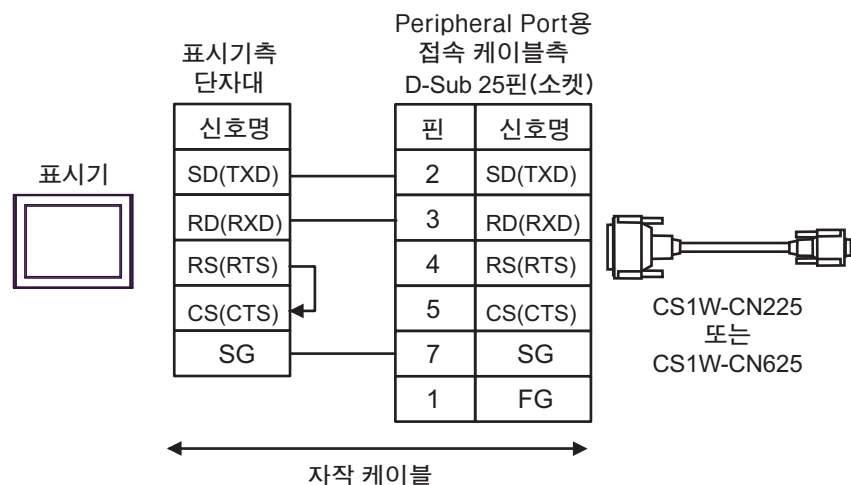 Peripheral Port용
접속 케이블측
D-Sub 25핀(소켓)
표시기측
단자대
표시기
신호명
SD(TXD)
RD(RXD)
RS(RTS)
CS(CTS)
SG
핀 신호명
2 SD(TXD)
3 RD(RXD)
4 RS(RTS)
5 CS(CTS)
7 SG
1 FG
CS1W-CN225
또는
CS1W-CN625
자작 케이블